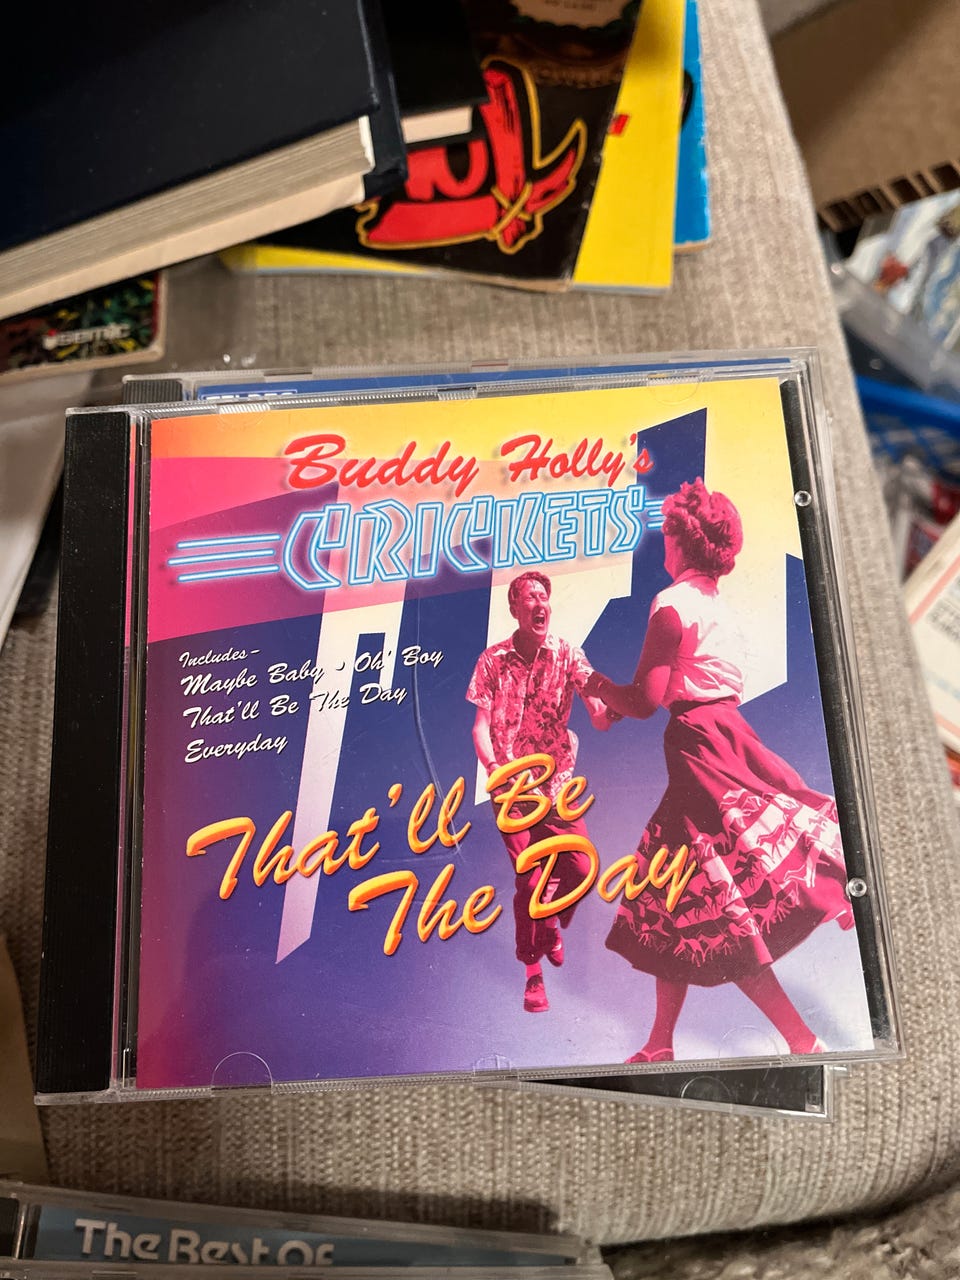 semic
Buddy Holly's
CRICKETS
Includes-
Maybe Baby • Oh' Boy
That'll Be The Day
Everyday
That'll Be
The Day
The Best Of